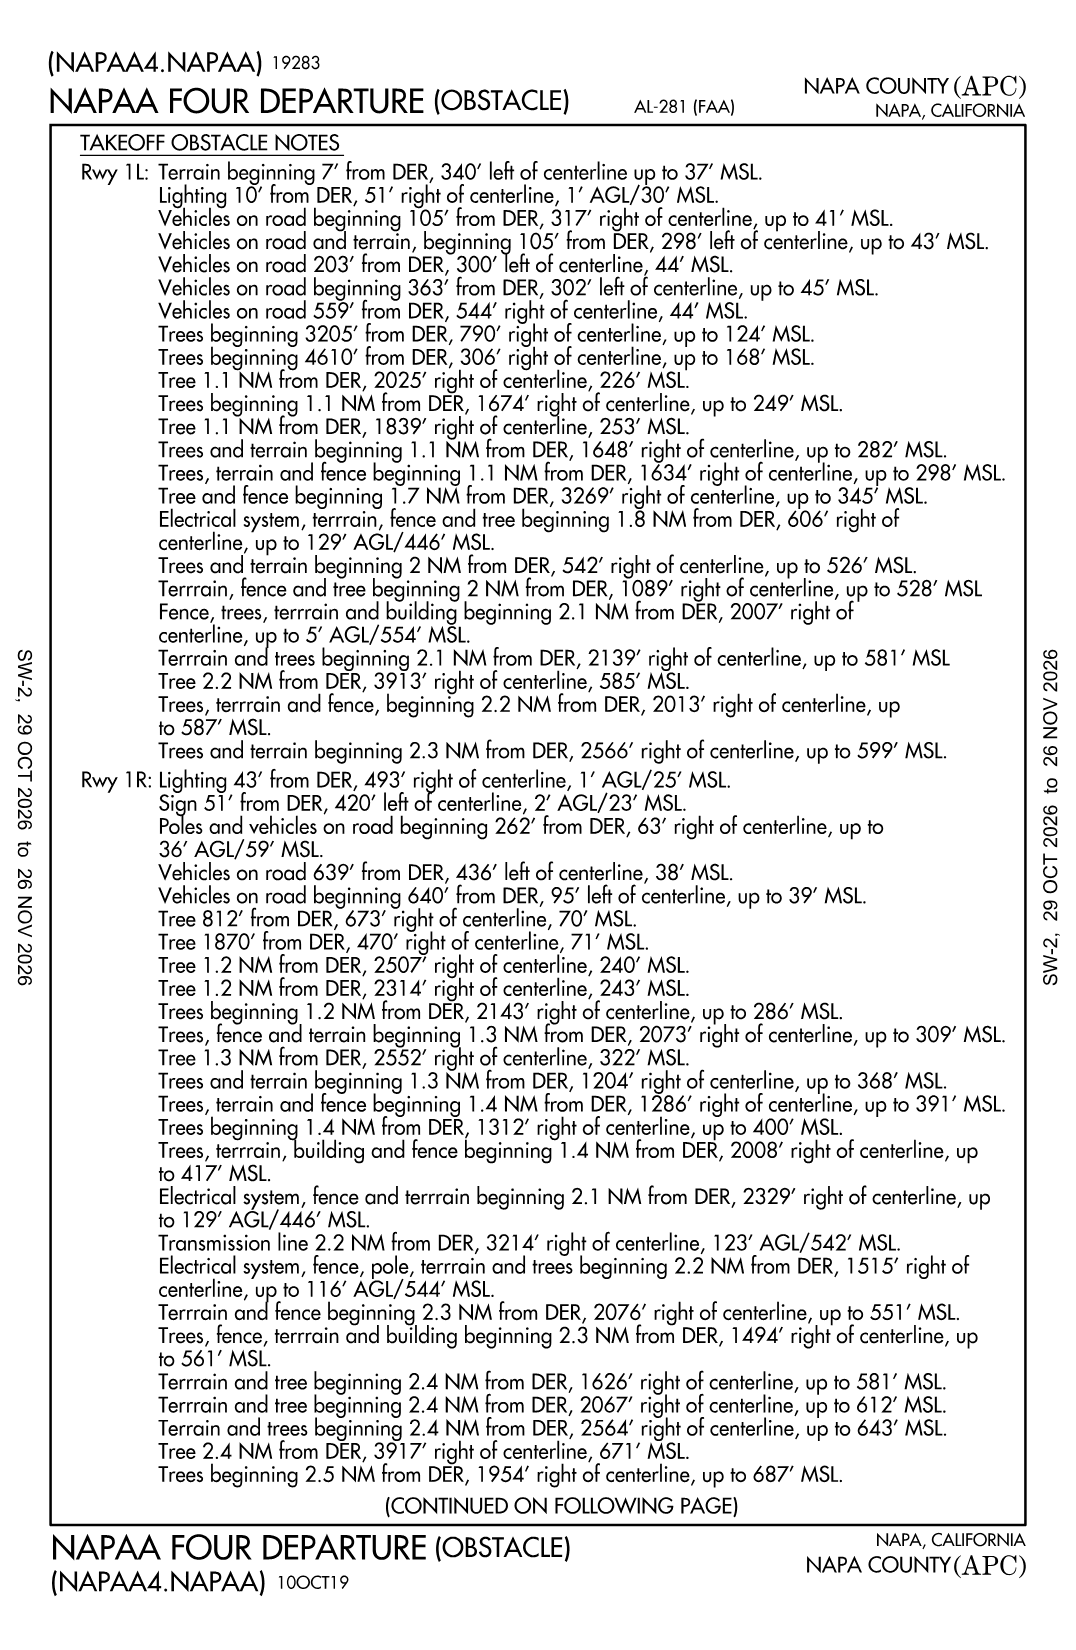 (NAPAA4.NAPAA) 19283
NAPAA FOUR DEPARTURE (OBSTACLE)
AL-281 (FAA)
NAPA COUNTY (APC)
NAPA, CALIFORNIA
TAKEOFF OBSTACLE NOTES
Rwy 1L: Terrain beginning 7’ from DER, 340’ left of centerline up to 37’ MSL.
Lighting 10’ from DER, 51’ right of centerline, 1’ AGL/30’ MSL.
Vehicles on road beginning 105’ from DER, 317’ right of centerline, up to 41’ MSL.
Vehicles on road and terrain, beginning 105’ from DER, 298’ left of centerline, up to 43’ MSL.
Vehicles on road 203’ from DER, 300’ left of centerline, 44’ MSL.
Vehicles on road beginning 363’ from DER, 302’ left of centerline, up to 45’ MSL.
Vehicles on road 559’ from DER, 544’ right of centerline, 44’ MSL.
Trees beginning 3205’ from DER, 790’ right of centerline, up to 124’ MSL.
Trees beginning 4610’ from DER, 306’ right of centerline, up to 168’ MSL.
Tree 1.1 NM from DER, 2025’ right of centerline, 226’ MSL.
Trees beginning 1.1 NM from DER, 1674’ right of centerline, up to 249’ MSL.
Tree 1.1 NM from DER, 1839’ right of centerline, 253’ MSL.
Trees and terrain beginning 1.1 NM from DER, 1648’ right of centerline, up to 282’ MSL.
Trees, terrain and fence beginning 1.1 NM from DER, 1634’ right of centerline, up to 298’ MSL.
Tree and fence beginning 1.7 NM from DER, 3269’ right of centerline, up to 345’ MSL.
Electrical system, terrrain, fence and tree beginning 1.8 NM from DER, 606’ right of
centerline, up to 129’ AGL/446’ MSL.
Trees and terrain beginning 2 NM from DER, 542’ right of centerline, up to 526’ MSL.
Terrrain, fence and tree beginning 2 NM from DER, 1089’ right of centerline, up to 528’ MSL
Fence, trees, terrrain and building beginning 2.1 NM from DER, 2007’ right of
centerline, up to 5’ AGL/554’ MSL.
Terrrain and trees beginning 2.1 NM from DER, 2139’ right of centerline, up to 581’ MSL
Tree 2.2 NM from DER, 3913’ right of centerline, 585’ MSL.
Trees, terrrain and fence, beginning 2.2 NM from DER, 2013’ right of centerline, up
to 587’ MSL.
Trees and terrain beginning 2.3 NM from DER, 2566’ right of centerline, up to 599’ MSL.
Rwy 1R: Lighting 43’ from DER, 493’ right of centerline, 1’ AGL/25’ MSL.
Sign 51’ from DER, 420’ left of centerline, 2’ AGL/23’ MSL.
Poles and vehicles on road beginning 262’ from DER, 63’ right of centerline, up to
36’ AGL/59’ MSL.
Vehicles on road 639’ from DER, 436’ left of centerline, 38’ MSL.
Vehicles on road beginning 640’ from DER, 95’ left of centerline, up to 39’ MSL.
Tree 812’ from DER, 673’ right of centerline, 70’ MSL.
Tree 1870’ from DER, 470’ right of centerline, 71’ MSL.
Tree 1.2 NM from DER, 2507’ right of centerline, 240’ MSL.
Tree 1.2 NM from DER, 2314’ right of centerline, 243’ MSL.
Trees beginning 1.2 NM from DER, 2143’ right of centerline, up to 286’ MSL.
Trees, fence and terrain beginning 1.3 NM from DER, 2073’ right of centerline, up to 309’ MSL.
Tree 1.3 NM from DER, 2552’ right of centerline, 322’ MSL.
Trees and terrain beginning 1.3 NM from DER, 1204’ right of centerline, up to 368’ MSL.
Trees, terrain and fence beginning 1.4 NM from DER, 1286’ right of centerline, up to 391’ MSL.
Trees beginning 1.4 NM from DER, 1312’ right of centerline, up to 400’ MSL.
Trees, terrrain, building and fence beginning 1.4 NM from DER, 2008’ right of centerline, up
to 417’ MSL.
Electrical system, fence and terrrain beginning 2.1 NM from DER, 2329’ right of centerline, up
to 129’ AGL/446’ MSL.
Transmission line 2.2 NM from DER, 3214’ right of centerline, 123’ AGL/542’ MSL.
Electrical system, fence, pole, terrrain and trees beginning 2.2 NM from DER, 1515’ right of
centerline, up to 116’ AGL/544’ MSL.
Terrrain and fence beginning 2.3 NM from DER, 2076’ right of centerline, up to 551’ MSL.
Trees, fence, terrrain and building beginning 2.3 NM from DER, 1494’ right of centerline, up
to 561’ MSL.
Terrrain and tree beginning 2.4 NM from DER, 1626’ right of centerline, up to 581’ MSL.
Terrrain and tree beginning 2.4 NM from DER, 2067’ right of centerline, up to 612’ MSL.
Terrain and trees beginning 2.4 NM from DER, 2564’ right of centerline, up to 643’ MSL.
Tree 2.4 NM from DER, 3917’ right of centerline, 671’ MSL.
Trees beginning 2.5 NM from DER, 1954’ right of centerline, up to 687’ MSL.
(CONTINUED ON FOLLOWING PAGE)
SW-2, 29 OCT 2026 to 26 NOV 2026
SW-2, 29 OCT 2026 to 26 NOV 2026
NAPAA FOUR DEPARTURE (OBSTACLE)
(NAPAA4.NAPAA) 10OCT19
NAPA, CALIFORNIA
NAPA COUNTY (APC)